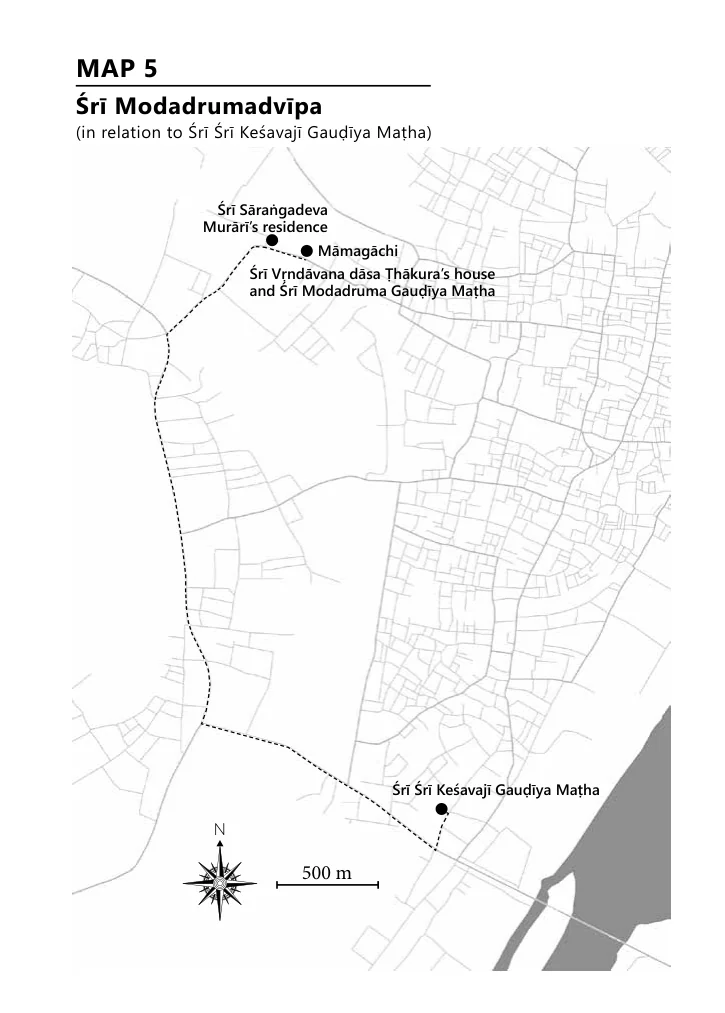 MAP 5
Śrī Modadrumadvīpa
(in relation to Śrī Śrī Keśavajī Gauḍīya Maṭha)
Śrī Sāraṅgadeva
Murārī’s residence
Māmagāchi
Śrī Vṛndāvana dāsa Ṭhākura’s house
and Śrī Modadruma Gauḍīya Maṭha
Śrī Śrī Keśavajī Gauḍīya Maṭha
N
500 m